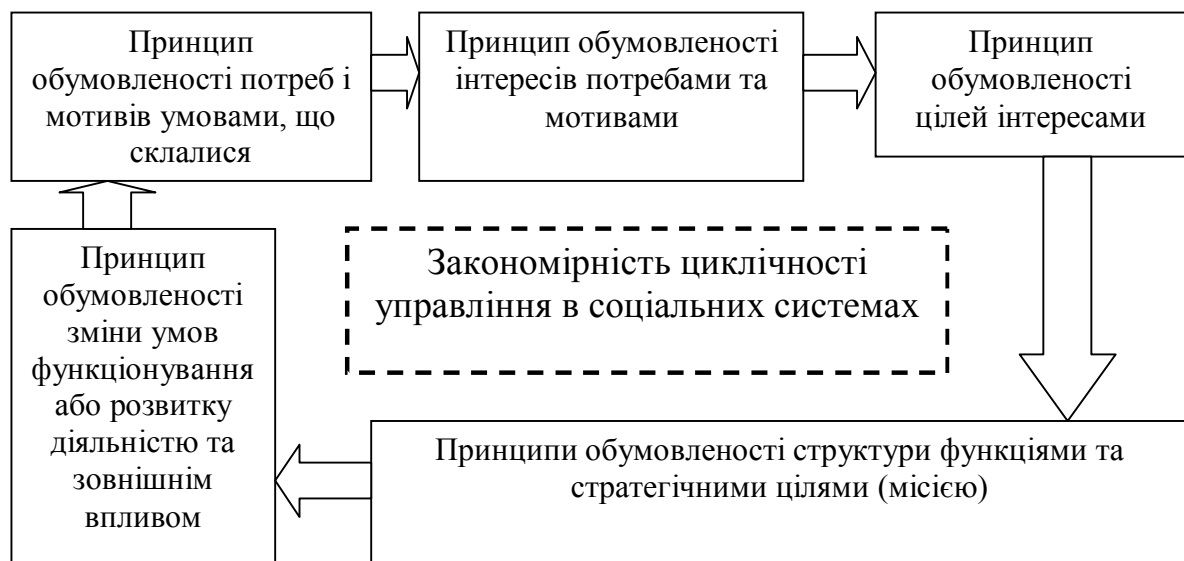 Принцип
обумовленості потреб і
мотивів умовами, що
склалися
Принцип обумовленості
інтересів потребами та
мотивами
Принцип
обумовленості
цілей інтересами
Закономірність циклічності
управління в соціальних системах
Принцип
обумовленості
зміни умов
функціонування
або розвитку
діяльністю та
зовнішнім
впливом
Принципи обумовленості структури функціями та
стратегічними цілями (місією)